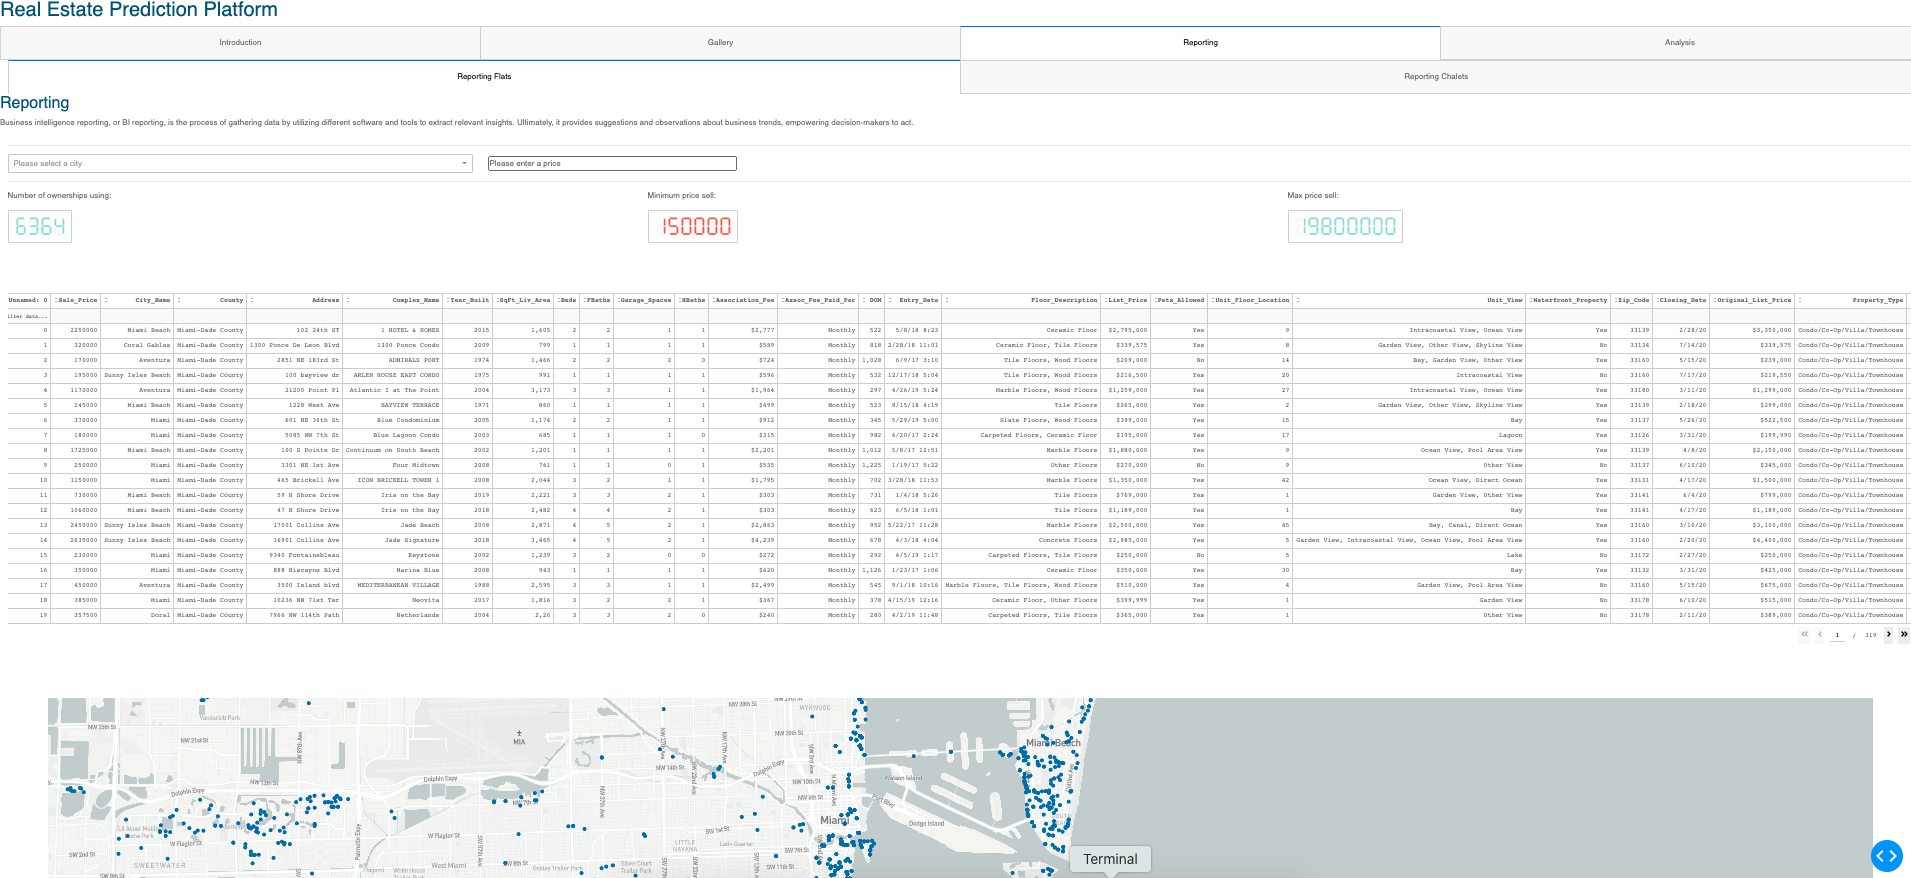 Real Estate Prediction Platform
Introduction Gallery Reporting Analysis
Reporting Flats Reporting Chalets
Reporting
Business intelligence reporting, or BI reporting, is the process of gathering data by utilizing different software and tools to extract relevant insights. Ultimately, it provides suggestions and observations about business trends, empowering decision-makers to act.
Please select a city Please enter a price
Number of ownerships using: Minimum price sell: Max price sell:
6364 150000 19800000
Unnamed: 0 Sale_Price City_Name County Address Complex_Name Year_Built SqFt_Liv_Area Beds FBaths Garage_Spaces HBaths Association_Fee Assoc_Fee_Paid_Per DOM Entry_Date Floor_Description List_Price Pets_Allowed Unit_Floor_Location Unit_View Waterfront_Property Zip_Code Closing_Date Original_List_Price Property_Type
ilter data...
0 2250000 Miami Beach Miami-Dade County 102 24th ST 1 HOTEL & HOMES 2015 1,605 2 2 1 1 $2,777 Monthly 522 5/8/18 8:23 Ceramic Floor $2,795,000 Yes 9 Intracoastal View, Ocean View Yes 33139 2/28/20 $3,350,000 Condo/Co-Op/Villa/Townhouse
1 320000 Coral Gables Miami-Dade County 1300 Ponce De Leon Blvd 1300 Ponce Condo 2009 799 1 1 1 1 $589 Monthly 818 2/28/18 11:01 Ceramic Floor, Tile Floors $339,575 Yes 8 Garden View, Other View, Skyline View No 33134 7/14/20 $339,575 Condo/Co-Op/Villa/Townhouse
2 170000 Aventura Miami-Dade County 2851 NE 183rd St ADMIRALS PORT 1974 1,466 2 2 2 0 $724 Monthly 1,028 6/9/17 3:10 Tile Floors, Wood Floors $209,000 No 14 Bay, Garden View, Other View Yes 33160 5/15/20 $239,000 Condo/Co-Op/Villa/Townhouse
3 195000 Sunny Isles Beach Miami-Dade County 100 bayview dr ARLEN HOUSE EAST CONDO 1975 991 1 1 1 1 $596 Monthly 532 12/17/18 5:04 Tile Floors, Wood Floors $216,500 Yes 20 Intracoastal View No 33160 7/17/20 $219,550 Condo/Co-Op/Villa/Townhouse
4 1170000 Aventura Miami-Dade County 21200 Point Pl Atlantic I at The Point 2004 3,173 3 3 1 1 $1,964 Monthly 297 4/26/19 5:24 Marble Floors, Wood Floors $1,259,000 Yes 27 Intracoastal View, Ocean View Yes 33180 3/11/20 $1,299,000 Condo/Co-Op/Villa/Townhouse
5 245000 Miami Beach Miami-Dade County 1228 West Ave BAYVIEW TERRACE 1971 860 1 1 1 1 $499 Monthly 523 8/15/18 4:19 Tile Floors $265,000 Yes 2 Garden View, Other View, Skyline View Yes 33139 2/18/20 $299,000 Condo/Co-Op/Villa/Townhouse
6 370000 Miami Miami-Dade County 601 NE 36th St Blue Condominium 2005 1,174 2 2 1 1 $912 Monthly 345 5/29/19 5:00 Slate Floors, Wood Floors $399,000 Yes 15 Bay Yes 33137 5/26/20 $522,500 Condo/Co-Op/Villa/Townhouse
7 180000 Miami Miami-Dade County 5085 NW 7th St Blue Lagoon Condo 2003 685 1 1 1 0 $315 Monthly 982 6/20/17 2:24 Carpeted Floors, Ceramic Floor $195,000 Yes 17 Lagoon Yes 33126 3/31/20 $199,990 Condo/Co-Op/Villa/Townhouse
8 1725000 Miami Beach Miami-Dade County 100 S Pointe Dr Continuum on South Beach 2002 1,201 1 1 1 1 $2,201 Monthly 1,012 5/8/17 12:51 Marble Floors $1,880,000 Yes 9 Ocean View, Pool Area View Yes 33139 4/8/20 $2,150,000 Condo/Co-Op/Villa/Townhouse
9 250000 Miami Miami-Dade County 3301 NE 1st Ave Four Midtown 2008 761 1 1 0 1 $535 Monthly 1,225 1/19/17 5:22 Other Floors $270,000 No 9 Other View No 33137 6/10/20 $345,000 Condo/Co-Op/Villa/Townhouse
10 1150000 Miami Miami-Dade County 465 Brickell Ave ICON BRICKELL TOWER 1 2008 2,044 3 2 1 1 $1,795 Monthly 702 3/28/18 11:53 Marble Floors $1,350,000 Yes 42 Ocean View, Direct Ocean Yes 33131 4/17/20 $1,500,000 Condo/Co-Op/Villa/Townhouse
11 730000 Miami Beach Miami-Dade County 59 N Shore Drive Iris on the Bay 2019 2,221 3 3 2 1 $303 Monthly 731 1/4/18 5:26 Tile Floors $769,000 Yes 1 Garden View, Other View Yes 33141 6/4/20 $799,000 Condo/Co-Op/Villa/Townhouse
12 1060000 Miami Beach Miami-Dade County 47 N Shore Drive Iris on the Bay 2018 2,482 4 4 2 1 $303 Monthly 623 6/5/18 1:01 Tile Floors $1,189,000 Yes 1 Bay Yes 33141 4/17/20 $1,189,000 Condo/Co-Op/Villa/Townhouse
13 2450000 Sunny Isles Beach Miami-Dade County 17001 Collins Ave Jade Beach 2008 2,871 4 5 2 1 $2,863 Monthly 952 5/22/17 11:28 Marble Floors $2,500,000 Yes 45 Bay, Canal, Direct Ocean Yes 33160 3/10/20 $3,100,000 Condo/Co-Op/Villa/Townhouse
14 2635000 Sunny Isles Beach Miami-Dade County 16901 Collins Ave Jade Signature 2018 3,465 4 5 2 1 $4,239 Monthly 678 4/3/18 4:04 Concrete Floors $2,985,000 Yes 5 Garden View, Intracoastal View, Ocean View, Pool Area View Yes 33160 2/20/20 $4,400,000 Condo/Co-Op/Villa/Townhouse
15 230000 Miami Miami-Dade County 9340 Fontainebleau Keystone 2002 1,239 3 2 0 0 $272 Monthly 292 4/5/19 1:17 Carpeted Floors, Tile Floors $250,000 No 5 Lake No 33172 2/27/20 $250,000 Condo/Co-Op/Villa/Townhouse
16 350000 Miami Miami-Dade County 888 Biscayne Blvd Marina Blue 2008 943 1 1 1 1 $620 Monthly 1,126 1/23/17 1:06 Ceramic Floor $350,000 Yes 30 Bay Yes 33132 3/31/20 $425,000 Condo/Co-Op/Villa/Townhouse
17 450000 Aventura Miami-Dade County 3500 Island blvd MEDITERRANEAN VILLAGE 1988 2,595 3 3 1 1 $2,499 Monthly 545 9/1/18 10:16 Marble Floors, Tile Floors, Wood Floors $510,000 Yes 4 Garden View, Pool Area View No 33160 5/15/20 $675,000 Condo/Co-Op/Villa/Townhouse
18 385000 Miami Miami-Dade County 10236 NW 71st Ter Neovita 2017 1,816 3 2 2 1 $367 Monthly 378 4/15/19 12:16 Ceramic Floor, Other Floors $399,999 Yes 1 Garden View No 33178 6/10/20 $515,000 Condo/Co-Op/Villa/Townhouse
19 357500 Doral Miami-Dade County 7966 NW 114th Path Netherlands 2004 2,26 3 3 2 0 $240 Monthly 280 4/2/19 11:48 Carpeted Floors, Tile Floors $365,000 Yes 1 Other View No 33178 2/11/20 $389,000 Condo/Co-Op/Villa/Townhouse
« ‹ 1 / 319 › »
Vanderbilt Park NW 20th St WYNWOOD
NW 25th St
NW 21st St MIA NW 20th St
Miami Beach
NW 14th St Dolphin Expy
NW 12th St Dolphin Expy NW 10th St Watson Island
Dolphin Expy NW 7th St NW 6th St Port Blvd
Miami Dodge Island
W Flagler St W Flagler St SW 1st St
LITTLE HAVANA Leon Quarter
SW 2nd St SW 7th St
SWEETWATER West Miami SW 8th St Silver Court Trailer Park SW 11th St Terminal
SW 8th St Flagami White House Trailer Park Gables Trailer Park